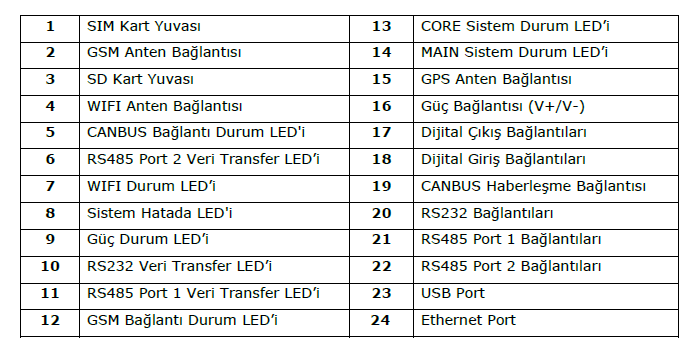 1 SIM Kart Yuvası 13 CORE Sistem Durum LED’i
2 GSM Anten Bağlantısı 14 MAIN Sistem Durum LED’i
3 SD Kart Yuvası 15 GPS Anten Bağlantısı
4 WIFI Anten Bağlantısı 16 Güç Bağlantısı (V+/V-)
5 CANBUS Bağlantı Durum LED'i 17 Dijital Çıkış Bağlantıları
6 RS485 Port 2 Veri Transfer LED’i 18 Dijital Giriş Bağlantıları
7 WIFI Durum LED’i 19 CANBUS Haberleşme Bağlantısı
8 Sistem Hatada LED'i 20 RS232 Bağlantıları
9 Güç Durum LED’i 21 RS485 Port 1 Bağlantıları
10 RS232 Veri Transfer LED’i 22 RS485 Port 2 Bağlantıları
11 RS485 Port 1 Veri Transfer LED’i 23 USB Port
12 GSM Bağlantı Durum LED’i 24 Ethernet Port